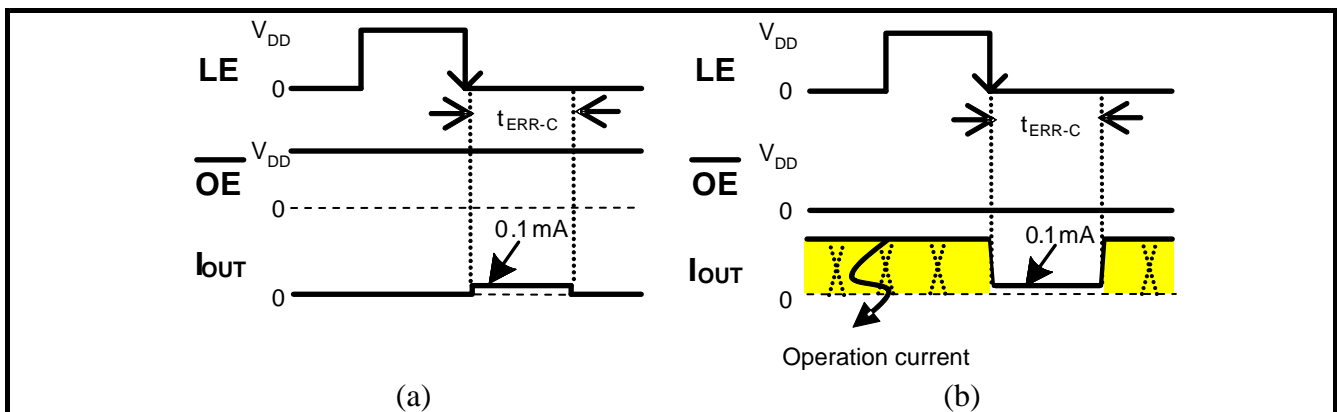 V_DD
LE
0
t_ERR-C
V_DD
OE
0
0.1mA
I_OUT
0
(a)
V_DD
LE
0
t_ERR-C
V_DD
OE
0
0.1mA
I_OUT
0
Operation current
(b)